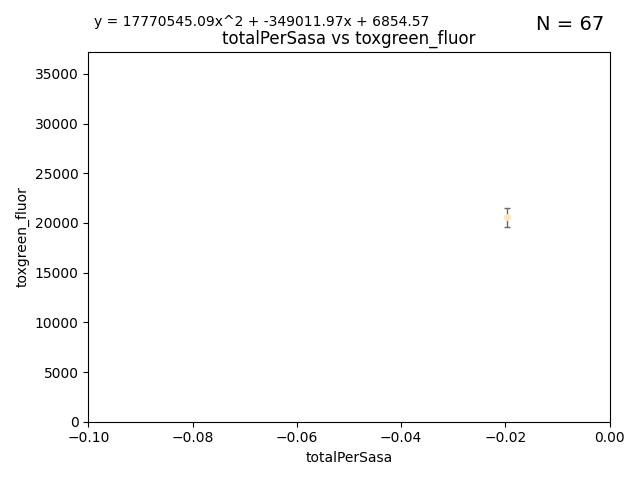 y = 17770545.09x^2 + -349011.97x + 6854.57
N = 67
totalPerSasa vs toxgreen_fluor
toxgreen_fluor
35000
30000
25000
20000
15000
10000
5000
0
−0.10
−0.08
−0.06
−0.04
−0.02
0.00
totalPerSasa